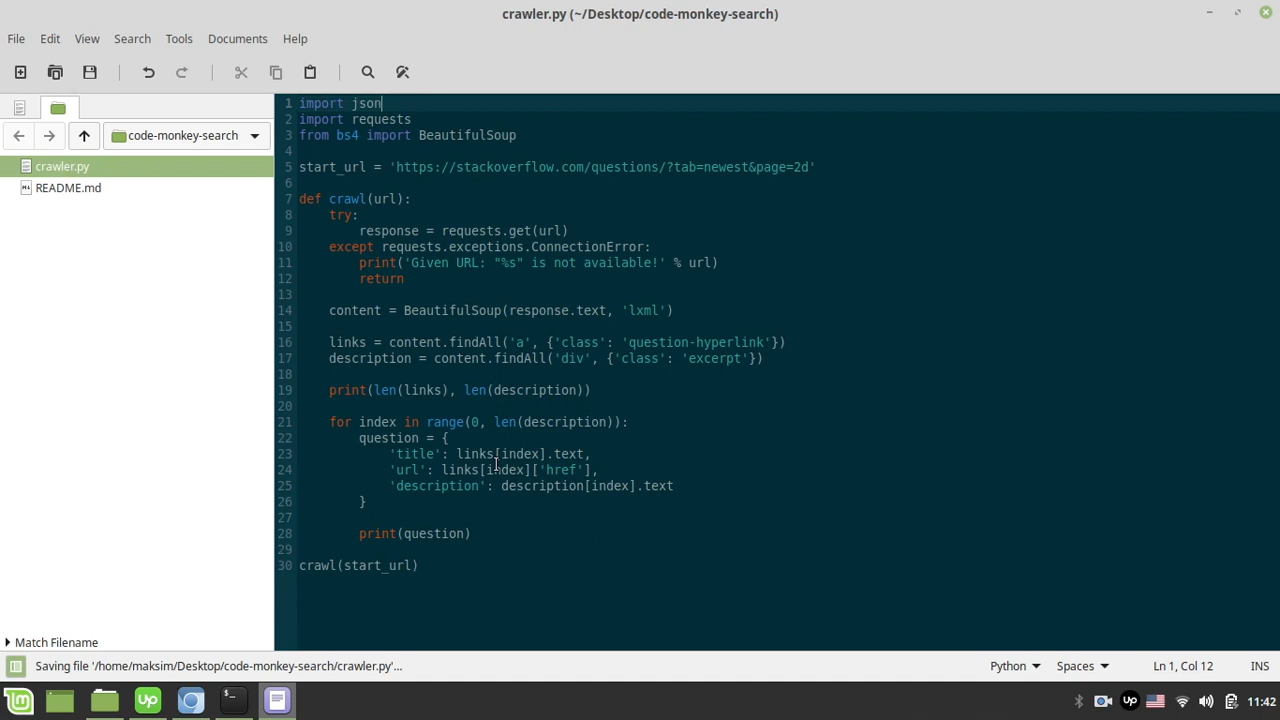 crawler.py (~/Desktop/code-monkey-search)
File Edit View Search Tools Documents Help
code-monkey-search
crawler.py
README.md
1 import json
2 import requests
3 from bs4 import BeautifulSoup
4
5 start_url = 'https://stackoverflow.com/questions/?tab=newest&page=2d'
6
7 def crawl(url):
8     try:
9         response = requests.get(url)
10     except requests.exceptions.ConnectionError:
11         print('Given URL: "%s" is not available!' % url)
12         return
13
14     content = BeautifulSoup(response.text, 'lxml')
15
16     links = content.findAll('a', {'class': 'question-hyperlink'})
17     description = content.findAll('div', {'class': 'excerpt'})
18
19     print(len(links), len(description))
20
21     for index in range(0, len(description)):
22         question = {
23             'title': links[index].text,
24             'url': links[index]['href'],
25             'description': description[index].text
26         }
27
28         print(question)
29
30 crawl(start_url)
Match Filename
Saving file '/home/maksim/Desktop/code-monkey-search/crawler.py'...
Python Spaces Ln 1, Col 12 INS
up
up
11:42